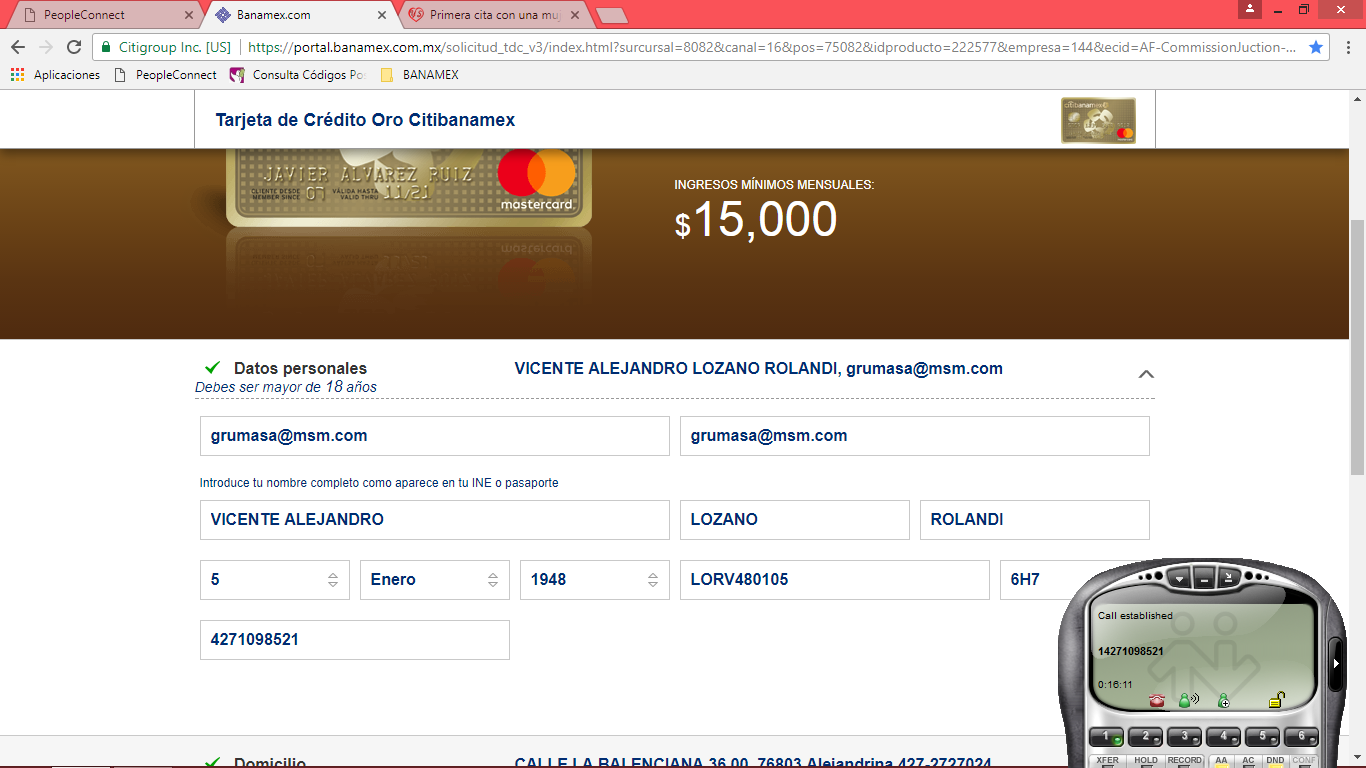 PeopleConnect
Banamex.com
Primera cita con una muj
Citigroup Inc. [US]
https://portal.banamex.com.mx/solicitud_tdc_v3/index.html?surcursal=8082&canal=16&pos=75082&idproducto=222577&empresa=144&ecid=AF-CommissionJuction-...
Aplicaciones
PeopleConnect
Consulta Códigos Po
BANAMEX
Tarjeta de Crédito Oro Citibanamex
citibanamex
JAVIER ALVAREZ RUIZ
CLIENTE DESDE
MEMBER SINCE
07
VÁLIDA HASTA
VALID THRU
11/21
mastercard
INGRESOS MÍNIMOS MENSUALES:
$15,000
Datos personales
VICENTE ALEJANDRO LOZANO ROLANDI, grumasa@msm.com
Debes ser mayor de 18 años
grumasa@msm.com
grumasa@msm.com
Introduce tu nombre completo como aparece en tu INE o pasaporte
VICENTE ALEJANDRO
LOZANO
ROLANDI
5
Enero
1948
LORV480105
6H7
4271098521
Call established
14271098521
0:16:11
1 2 3 4 5 6
XFER HOLD RECORD AA AC DND CONF
Domicilio
CALLE LA BALENCIANA 36 00, 76803 Alejandrina 427-2727024